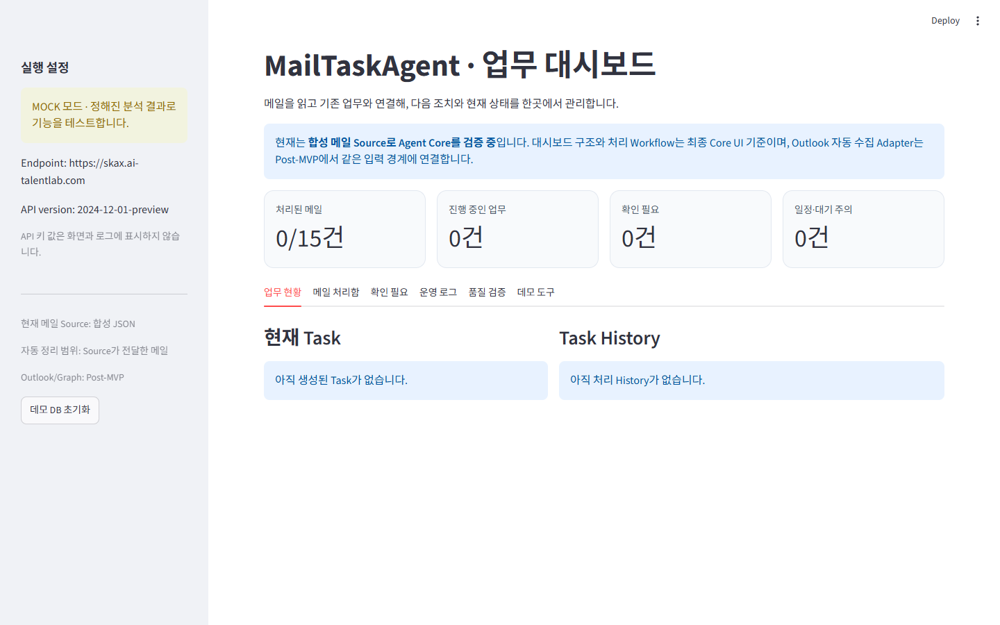 Deploy
실행 설정
MOCK 모드 · 정해진 분석 결과로
기능을 테스트합니다.
Endpoint: https://skax.ai-
talentlab.com
API version: 2024-12-01-preview
API 키 값은 화면과 로그에 표시하지 않습
니다.
현재 메일 Source: 합성 JSON
자동 정리 범위: Source가 전달한 메일
Outlook/Graph: Post-MVP
데모 DB 초기화
MailTaskAgent · 업무 대시보드
메일을 읽고 기존 업무와 연결해, 다음 조치와 현재 상태를 한곳에서 관리합니다.
현재는 합성 메일 Source로 Agent Core를 검증 중입니다. 대시보드 구조와 처리 Workflow는 최종 Core UI 기준이며, Outlook 자동 수집 Adapter는
Post-MVP에서 같은 입력 경계에 연결합니다.
처리된 메일
0/15건
진행 중인 업무
0건
확인 필요
0건
일정·대기 주의
0건
업무 현황 메일 처리함 확인 필요 운영 로그 품질 검증 데모 도구
현재 Task
아직 생성된 Task가 없습니다.
Task History
아직 처리 History가 없습니다.